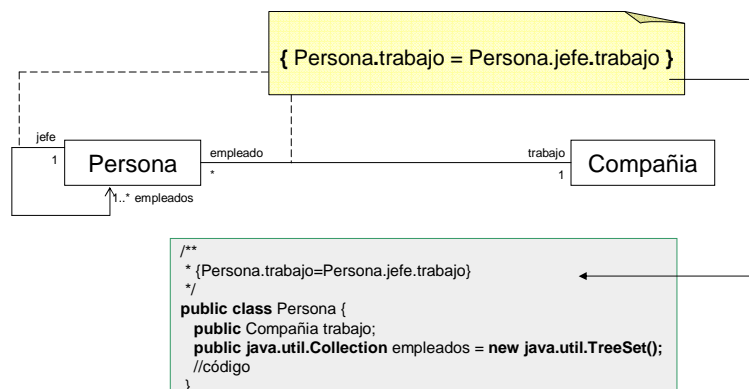 { Persona.trabajo = Persona.jefe.trabajo }
jefe
1
Persona
1..* empleados
empleado
*
trabajo
1
Compañia
/**
* {Persona.trabajo=Persona.jefe.trabajo}
*/
public class Persona {
public Compañia trabajo;
public java.util.Collection empleados = new java.util.TreeSet();
//código
}